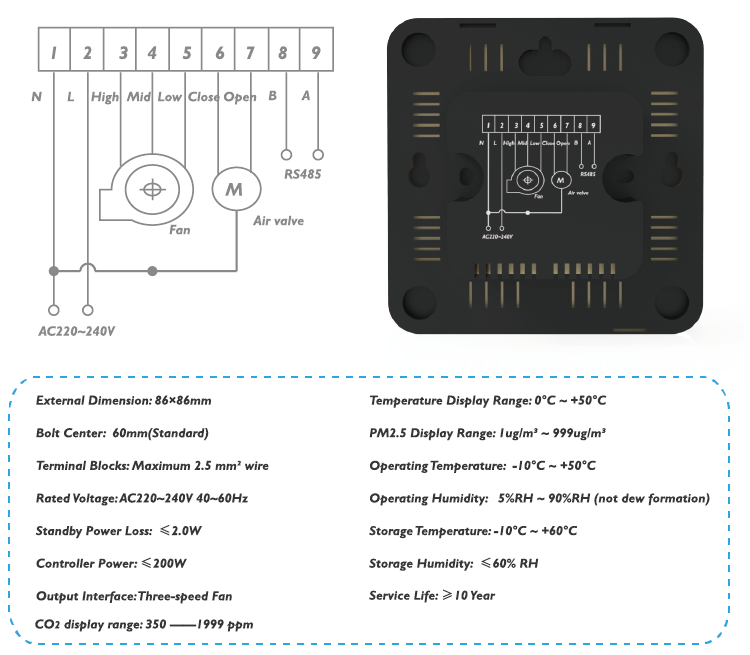 1 2 3 4 5 6 7 8 9
N L High Mid Low Close Open B A
RS485
M
Air valve
Fan
AC220~240V
1 2 3 4 5 6 7 8 9
N L High Mid Low Close Open B A
RS485
M
Air valve
Fan
AC220~240V
External Dimension: 86×86mm
Bolt Center: 60mm(Standard)
Terminal Blocks: Maximum 2.5 mm² wire
Rated Voltage: AC220~240V 40~60Hz
Standby Power Loss: ≤2.0W
Controller Power: ≤200W
Output Interface: Three-speed Fan
CO2 display range: 350 ——1999 ppm
Temperature Display Range: 0°C ~ +50°C
PM2.5 Display Range: 1ug/m³ ~ 999ug/m³
Operating Temperature: -10°C ~ +50°C
Operating Humidity: 5%RH ~ 90%RH (not dew formation)
Storage Temperature: -10°C ~ +60°C
Storage Humidity: ≤60% RH
Service Life: ≥10 Year